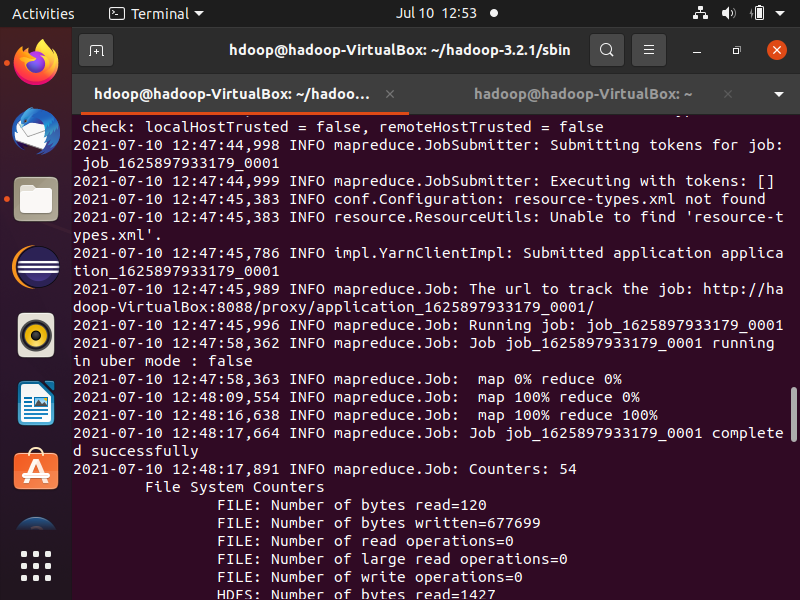 Activities
Terminal
Jul 10 12:53
hdoop@hadoop-VirtualBox: ~/hadoop-3.2.1/sbin
hdoop@hadoop-VirtualBox: ~/hadoo...
hadoop@hadoop-VirtualBox: ~
check: localHostTrusted = false, remoteHostTrusted = false
2021-07-10 12:47:44,998 INFO mapreduce.JobSubmitter: Submitting tokens for job:
job_1625897933179_0001
2021-07-10 12:47:44,999 INFO mapreduce.JobSubmitter: Executing with tokens: []
2021-07-10 12:47:45,383 INFO conf.Configuration: resource-types.xml not found
2021-07-10 12:47:45,383 INFO resource.ResourceUtils: Unable to find 'resource-t
ypes.xml'.
2021-07-10 12:47:45,786 INFO impl.YarnClientImpl: Submitted application applica
tion_1625897933179_0001
2021-07-10 12:47:45,989 INFO mapreduce.Job: The url to track the job: http://ha
doop-VirtualBox:8088/proxy/application_1625897933179_0001/
2021-07-10 12:47:45,996 INFO mapreduce.Job: Running job: job_1625897933179_0001
2021-07-10 12:47:58,362 INFO mapreduce.Job: Job job_1625897933179_0001 running
in uber mode : false
2021-07-10 12:47:58,363 INFO mapreduce.Job:  map 0% reduce 0%
2021-07-10 12:48:09,554 INFO mapreduce.Job:  map 100% reduce 0%
2021-07-10 12:48:16,638 INFO mapreduce.Job:  map 100% reduce 100%
2021-07-10 12:48:17,664 INFO mapreduce.Job: Job job_1625897933179_0001 complete
d successfully
2021-07-10 12:48:17,891 INFO mapreduce.Job: Counters: 54
File System Counters
FILE: Number of bytes read=120
FILE: Number of bytes written=677699
FILE: Number of read operations=0
FILE: Number of large read operations=0
FILE: Number of write operations=0
HDFS: Number of bytes read=1427